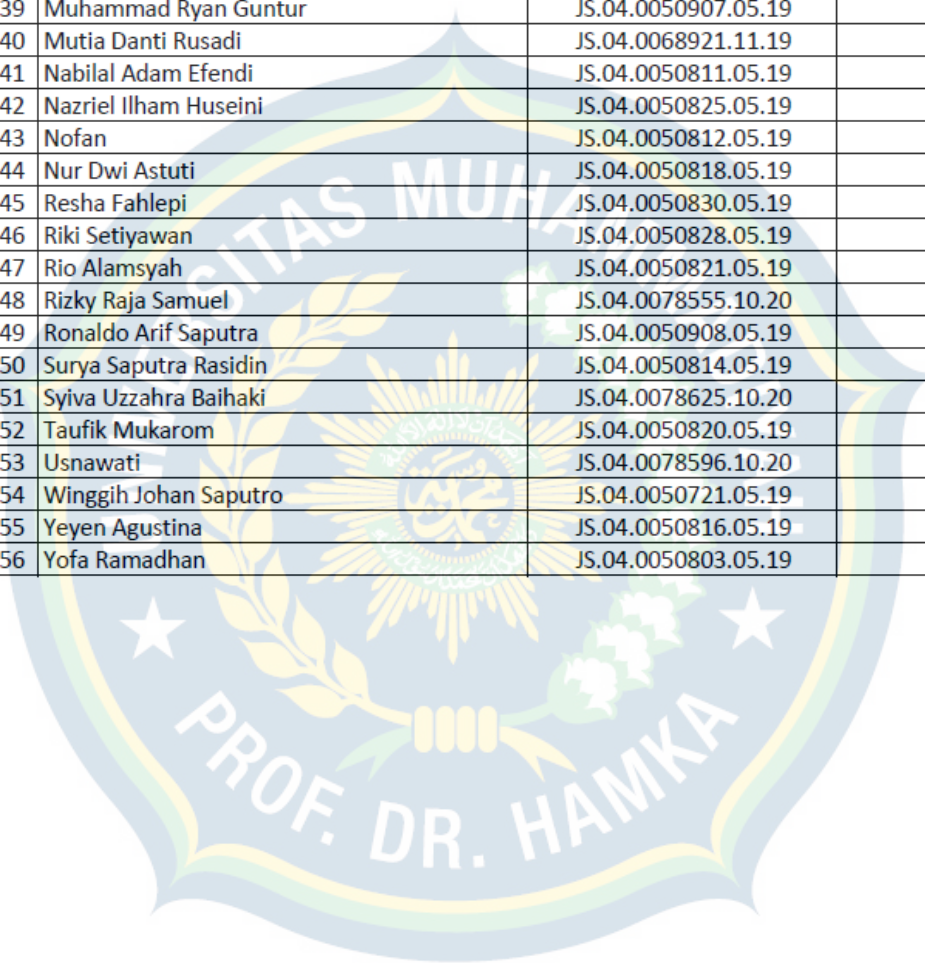 39 Muhammad Ryan Guntur JS.04.0050907.05.19
40 Mutia Danti Rusadi JS.04.0068921.11.19
41 Nabilal Adam Efendi JS.04.0050811.05.19
42 Nazriel Ilham Huseini JS.04.0050825.05.19
43 Nofan JS.04.0050812.05.19
44 Nur Dwi Astuti JS.04.0050818.05.19
45 Resha Fahlepi JS.04.0050830.05.19
46 Riki Setiyawan JS.04.0050828.05.19
47 Rio Alamsyah JS.04.0050821.05.19
48 Rizky Raja Samuel JS.04.0078555.10.20
49 Ronaldo Arif Saputra JS.04.0050908.05.19
50 Surya Saputra Rasidin JS.04.0050814.05.19
51 Syiva Uzzahra Baihaki JS.04.0078625.10.20
52 Taufik Mukarom JS.04.0050820.05.19
53 Usnawati JS.04.0078596.10.20
54 Winggih Johan Saputro JS.04.0050721.05.19
55 Yeyen Agustina JS.04.0050816.05.19
56 Yofa Ramadhan JS.04.0050803.05.19
UNIVERSITAS MUHAMMADIYAH
PROF. DR. HAMKA